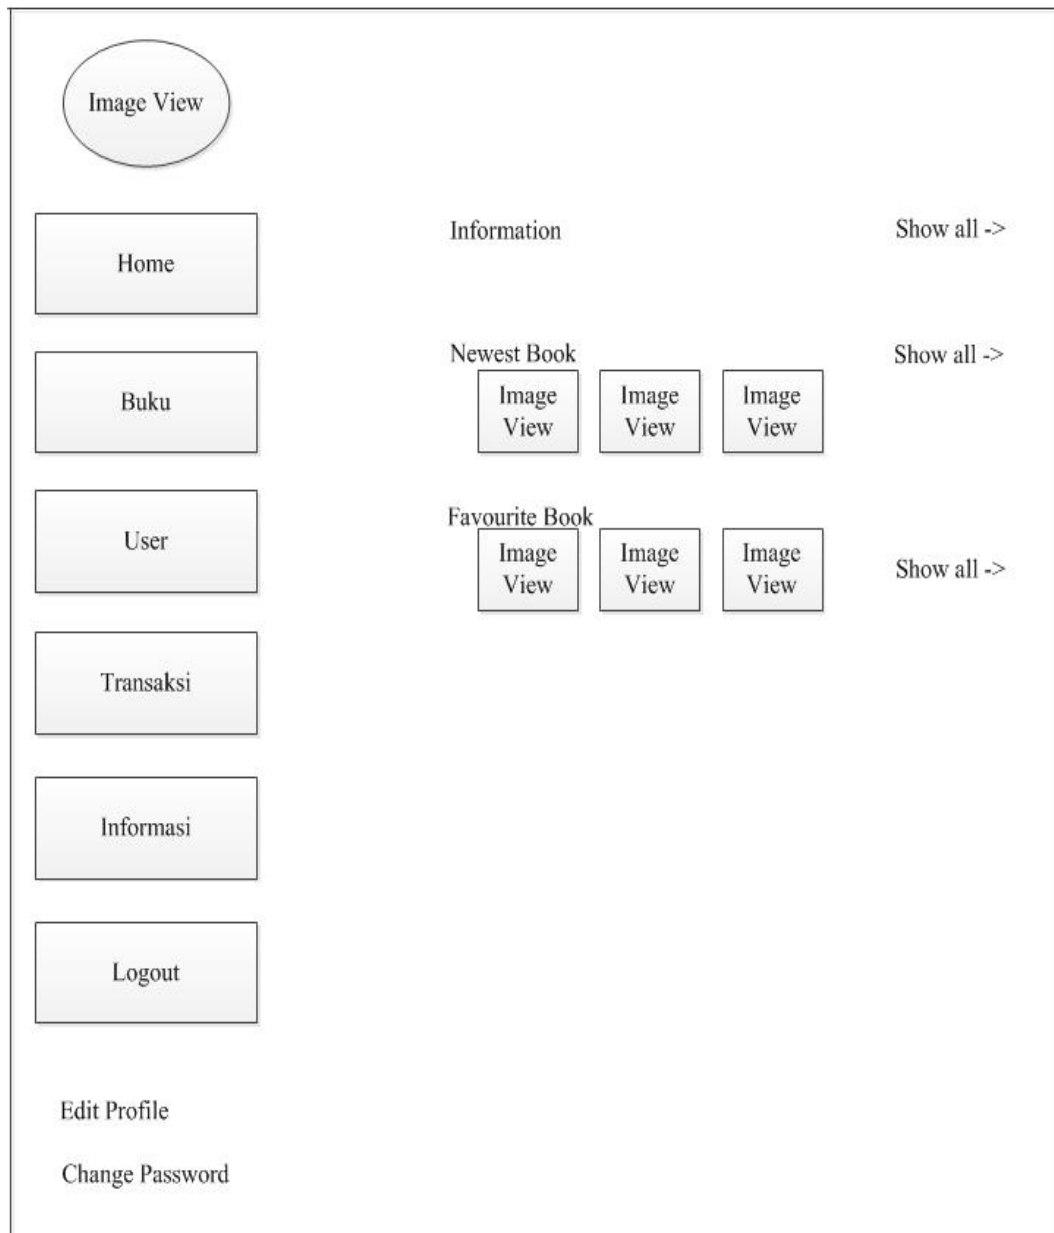 Image View
Home
Buku
User
Transaksi
Informasi
Logout
Edit Profile
Change Password
Information
Show all ->
Newest Book
Show all ->
Image
View
Image
View
Image
View
Favourite Book
Image
View
Image
View
Image
View
Show all ->